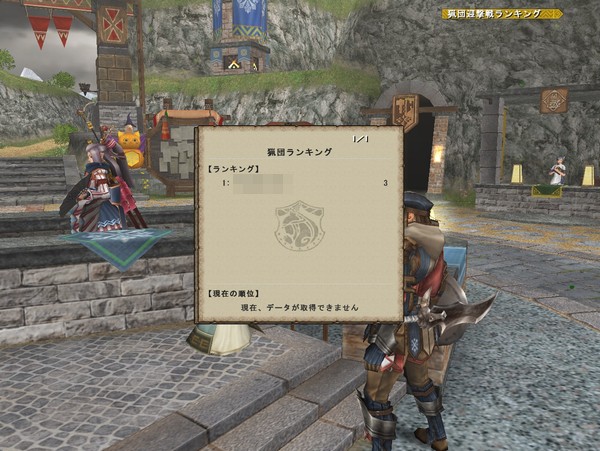 猟団迎撃戦ランキング
1/1
猟団ランキング
【ランキング】
1: 3
【現在の順位】
現在、データが取得できません